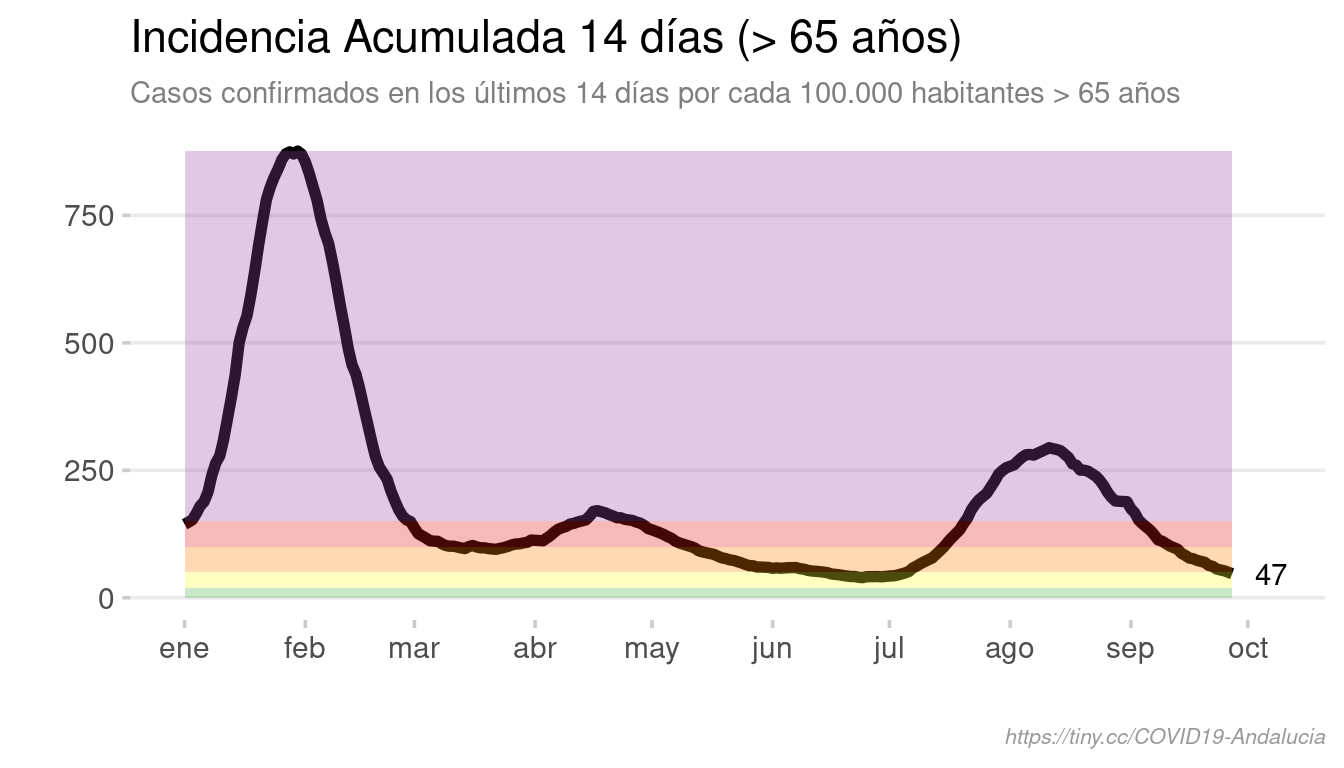 Incidencia Acumulada 14 días (> 65 años)
Casos confirmados en los últimos 14 días por cada 100.000 habitantes > 65 años
750
500
250
0
47
ene feb mar abr may jun jul ago sep oct
https://tiny.cc/COVID19-Andalucia